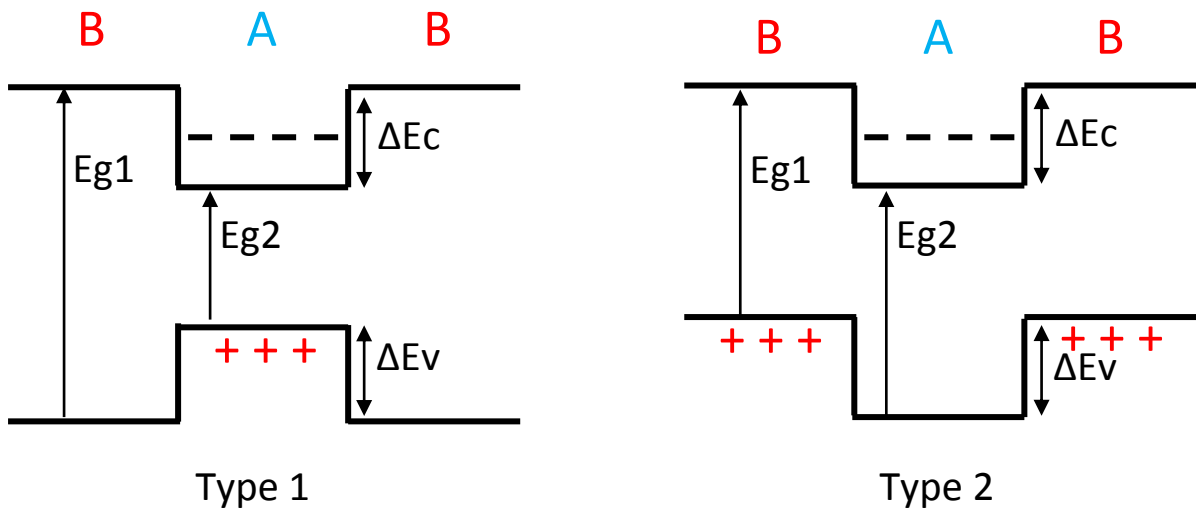 B A B
ΔEc
Eg1
Eg2
+ + +
ΔEv
Type 1
B A B
ΔEc
Eg1
Eg2
+ + +
+ + +
ΔEv
Type 2